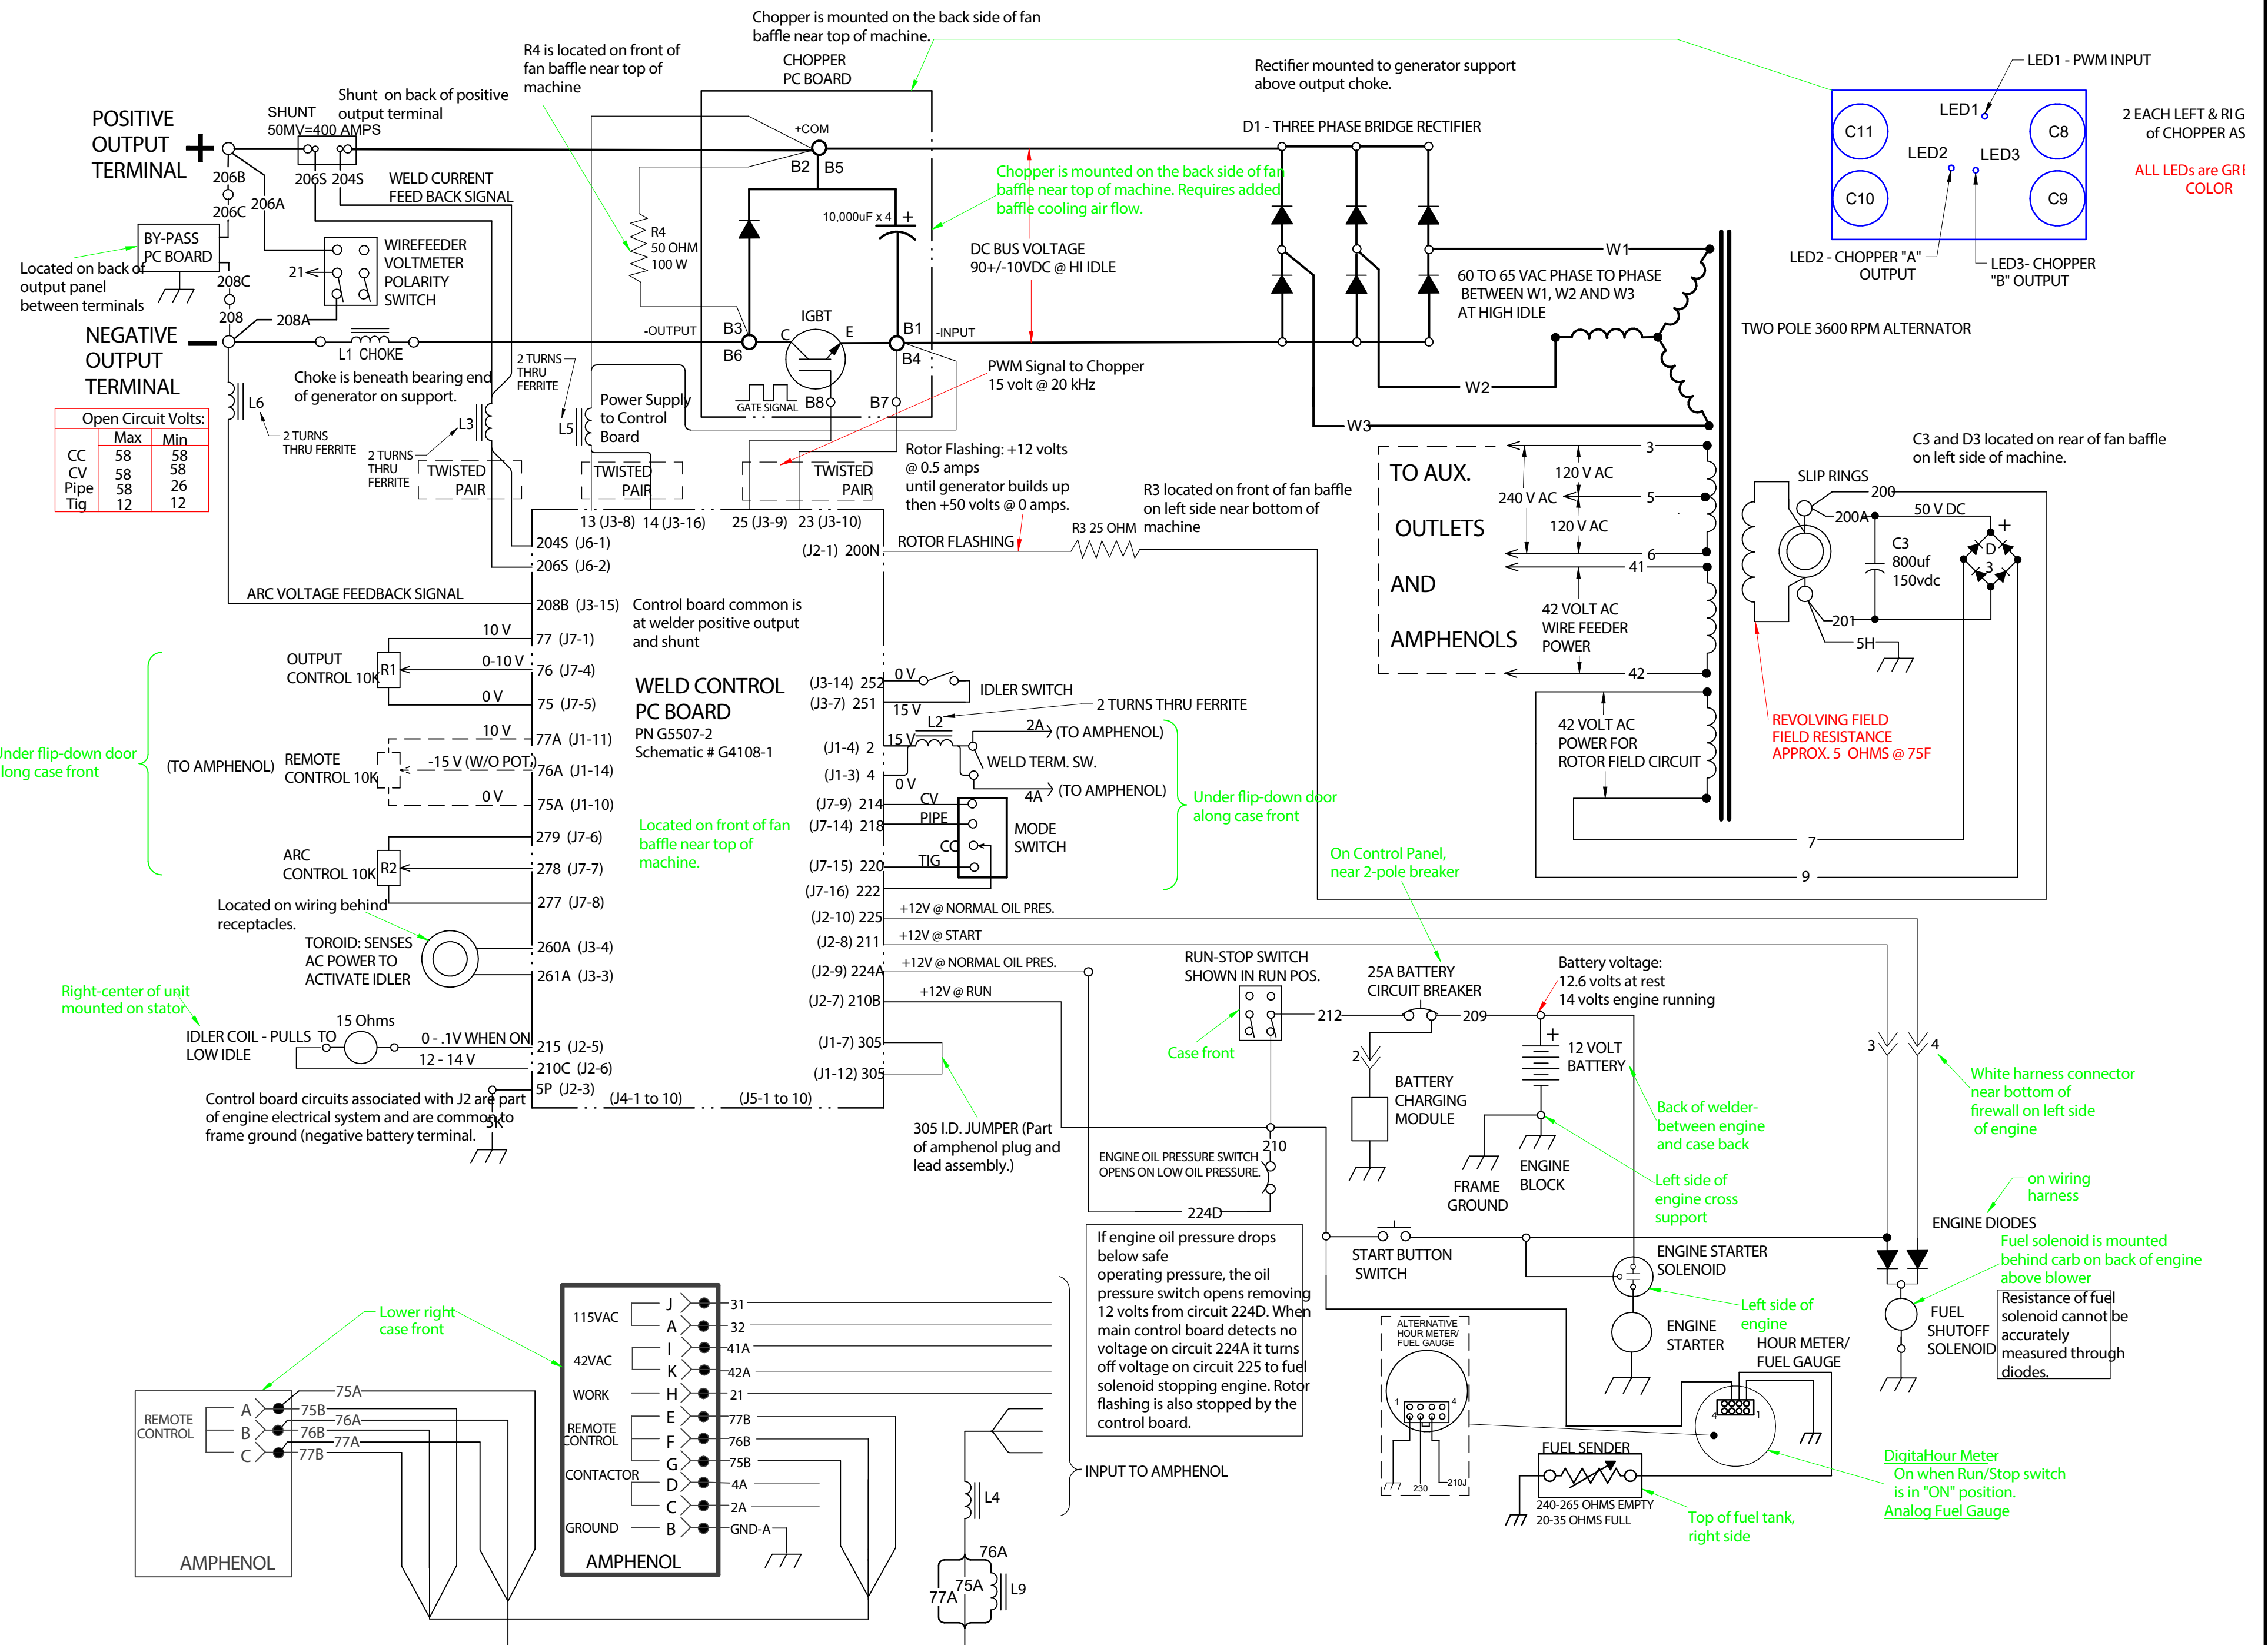 Chopper is mounted on the back side of fan
baffle near top of machine.
R4 is located on front of
fan baffle near top of
machine
CHOPPER
PC BOARD
Rectifier mounted to generator support
above output choke.
LED1 - PWM INPUT
Shunt on back of positive
output terminal
SHUNT
50MV=400 AMPS
POSITIVE
OUTPUT
TERMINAL
+
+COM
B2
B5
D1 - THREE PHASE BRIDGE RECTIFIER
C11
C10
LED1
LED2
LED3
C8
C9
2 EACH LEFT & RIG
of CHOPPER AS
ALL LEDs are GRE
COLOR
LED2 - CHOPPER "A"
OUTPUT
LED3- CHOPPER
"B" OUTPUT
206B
206S
204S
206C
206A
WELD CURRENT
FEED BACK SIGNAL
Chopper is mounted on the back side of fan
baffle near top of machine. Requires added
baffle cooling air flow.
10,000uF x 4
+
R4
50 OHM
100 W
BY-PASS
PC BOARD
Located on back of
output panel
between terminals
21
WIREFEEDER
VOLTMETER
POLARITY
SWITCH
DC BUS VOLTAGE
90+/-10VDC @ HI IDLE
W1
60 TO 65 VAC PHASE TO PHASE
BETWEEN W1, W2 AND W3
AT HIGH IDLE
208C
208
208A
NEGATIVE
OUTPUT
TERMINAL
L1 CHOKE
-OUTPUT
B3
B6
IGBT
C
E
B1
B4
-INPUT
TWO POLE 3600 RPM ALTERNATOR
Choke is beneath bearing end
of generator on support.
2 TURNS
THRU
FERRITE
PWM Signal to Chopper
15 volt @ 20 kHz
W2
W3
GATE SIGNAL
B8
B7
Open Circuit Volts:
Max Min
CC 58 58
CV 58 58
Pipe 58 26
Tig 12 12
L6
2 TURNS
THRU FERRITE
L3
2 TURNS
THRU
FERRITE
L5
Power Supply
to Control
Board
TWISTED
PAIR
TWISTED
PAIR
TWISTED
PAIR
Rotor Flashing: +12 volts
@ 0.5 amps
until generator builds up
then +50 volts @ 0 amps.
R3 located on front of fan baffle
on left side near bottom of
machine
R3 25 OHM
TO AUX.
OUTLETS
AND
AMPHENOLS
3
120 V AC
240 V AC
5
120 V AC
6
41
42 VOLT AC
WIRE FEEDER
POWER
42
C3 and D3 located on rear of fan baffle
on left side of machine.
SLIP RINGS
200
200A
50 V DC
+
D
3
C3
800uf
150vdc
201
5H
42 VOLT AC
POWER FOR
ROTOR FIELD CIRCUIT
REVOLVING FIELD
FIELD RESISTANCE
APPROX. 5 OHMS @ 75F
7
9
13 (J3-8)
14 (J3-16)
25 (J3-9)
23 (J3-10)
204S (J6-1)
206S (J6-2)
(J2-1) 200N
ROTOR FLASHING
ARC VOLTAGE FEEDBACK SIGNAL
208B (J3-15)
Control board common is
at welder positive output
and shunt
10 V
77 (J7-1)
OUTPUT
CONTROL 10K
R1
0-10 V
76 (J7-4)
0 V
75 (J7-5)
WELD CONTROL
PC BOARD
PN G5507-2
Schematic # G4108-1
(J3-14) 252
0 V
(J3-7) 251
15 V
IDLER SWITCH
2 TURNS THRU FERRITE
L2
10 V
77A (J1-11)
Under flip-down door
along case front
(TO AMPHENOL)
REMOTE
CONTROL 10K
-15 V (W/O POT.)
76A (J1-14)
0 V
75A (J1-10)
(J1-4) 2
15 V
(J1-3) 4
0 V
2A
(TO AMPHENOL)
WELD TERM. SW.
4A
(TO AMPHENOL)
Under flip-down door
along case front
(J7-9) 214
CV
(J7-14) 218
PIPE
CC
(J7-15) 220
TIG
(J7-16) 222
MODE
SWITCH
Located on front of fan
baffle near top of
machine.
279 (J7-6)
ARC
CONTROL 10K
R2
278 (J7-7)
277 (J7-8)
On Control Panel,
near 2-pole breaker
Located on wiring behind
receptacles.
TOROID: SENSES
AC POWER TO
ACTIVATE IDLER
260A (J3-4)
261A (J3-3)
(J2-10) 225
+12V @ NORMAL OIL PRES.
(J2-8) 211
+12V @ START
(J2-9) 224A
+12V @ NORMAL OIL PRES.
(J2-7) 210B
+12V @ RUN
RUN-STOP SWITCH
SHOWN IN RUN POS.
25A BATTERY
CIRCUIT BREAKER
Battery voltage:
12.6 volts at rest
14 volts engine running
212
209
Case front
Right-center of unit
mounted on stator
IDLER COIL - PULLS TO
LOW IDLE
15 Ohms
0 - .1V WHEN ON
215 (J2-5)
12 - 14 V
210C (J2-6)
5P (J2-3)
5K
(J1-7) 305
(J1-12) 305
(J4-1 to 10)
(J5-1 to 10)
Control board circuits associated with J2 are part
of engine electrical system and are common to
frame ground (negative battery terminal.
305 I.D. JUMPER (Part
of amphenol plug and
lead assembly.)
2
BATTERY
CHARGING
MODULE
+
12 VOLT
BATTERY
3
4
White harness connector
near bottom of
firewall on left side
of engine
Back of welder-
between engine
and case back
210
ENGINE OIL PRESSURE SWITCH
OPENS ON LOW OIL PRESSURE.
224D
FRAME
GROUND
ENGINE
BLOCK
Left side of
engine cross
support
on wiring
harness
ENGINE DIODES
If engine oil pressure drops
below safe
operating pressure, the oil
pressure switch opens removing
12 volts from circuit 224D. When
main control board detects no
voltage on circuit 224A it turns
off voltage on circuit 225 to fuel
solenoid stopping engine. Rotor
flashing is also stopped by the
control board.
START BUTTON
SWITCH
ENGINE STARTER
SOLENOID
Fuel solenoid is mounted
behind carb on back of engine
above blower
Left side of
engine
ENGINE
STARTER
FUEL
SHUTOFF
SOLENOID
Resistance of fuel
solenoid cannot be
accurately
measured through
diodes.
ALTERNATIVE
HOUR METER/
FUEL GAUGE
1
4
230
210J
HOUR METER/
FUEL GAUGE
4
1
FUEL SENDER
240-265 OHMS EMPTY
20-35 OHMS FULL
Top of fuel tank,
right side
DigitaHour Meter
On when Run/Stop switch
is in "ON" position.
Analog Fuel Gauge
Lower right
case front
REMOTE
CONTROL
A
B
C
75A
75B
76A
76B
77A
77B
AMPHENOL
115VAC
J
31
A
32
42VAC
I
41A
K
42A
WORK
H
21
REMOTE
CONTROL
E
77B
F
76B
G
75B
CONTACTOR
D
4A
C
2A
GROUND
B
GND-A
AMPHENOL
INPUT TO AMPHENOL
L4
76A
77A
75A
L9